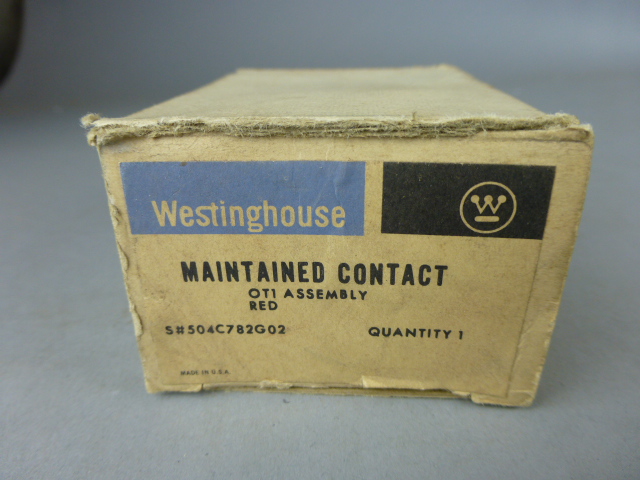 Westinghouse
W
MAINTAINED CONTACT
OT1 ASSEMBLY
RED
S#504C782G02 QUANTITY 1
MADE IN U.S.A.